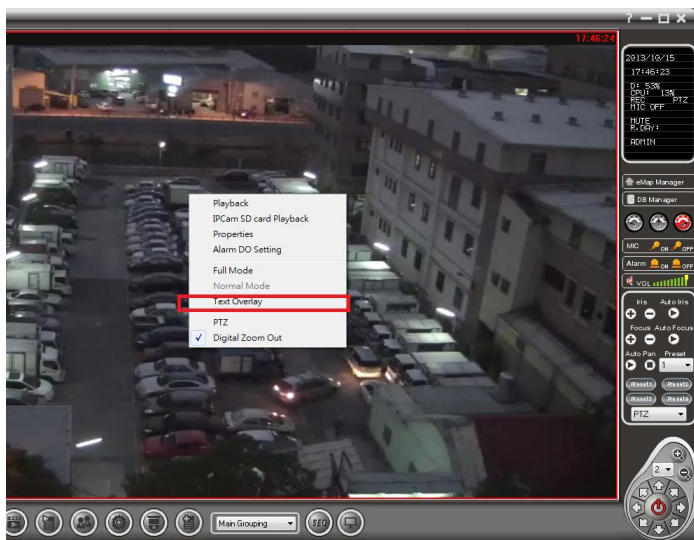 17:46:24
2013/10/15
17:46:23
D: 53%
CPU: 13%
REC PTZ
MIC OFF
MUTE
R.DAY:
ADMIN
eMap Manager
DB Manager
MIC ON OFF
Alarm ON OFF
VOL
Iris Auto Iris
Focus Auto Focus
Auto Pan Preset
1
Preset1 Preset2
Preset3 Preset4
PTZ
2
Playback
IPCam SD card Playback
Properties
Alarm DO Setting
Full Mode
Normal Mode
Text Overlay
PTZ
Digital Zoom Out
Main Grouping
SEQ